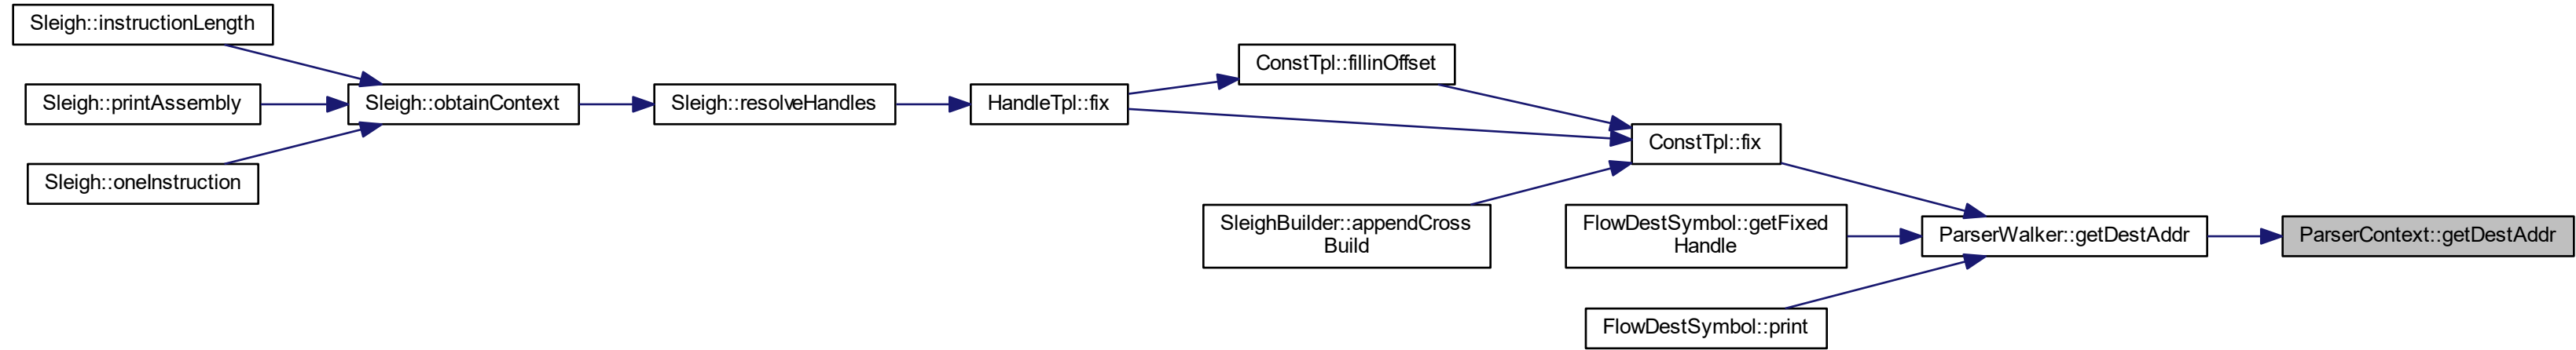 Sleigh::instructionLength
Sleigh::printAssembly
Sleigh::oneInstruction
Sleigh::obtainContext
Sleigh::resolveHandles
HandleTpl::fix
ConstTpl::fillinOffset
SleighBuilder::appendCross
Build
ConstTpl::fix
FlowDestSymbol::getFixed
Handle
FlowDestSymbol::print
ParserWalker::getDestAddr
ParserContext::getDestAddr